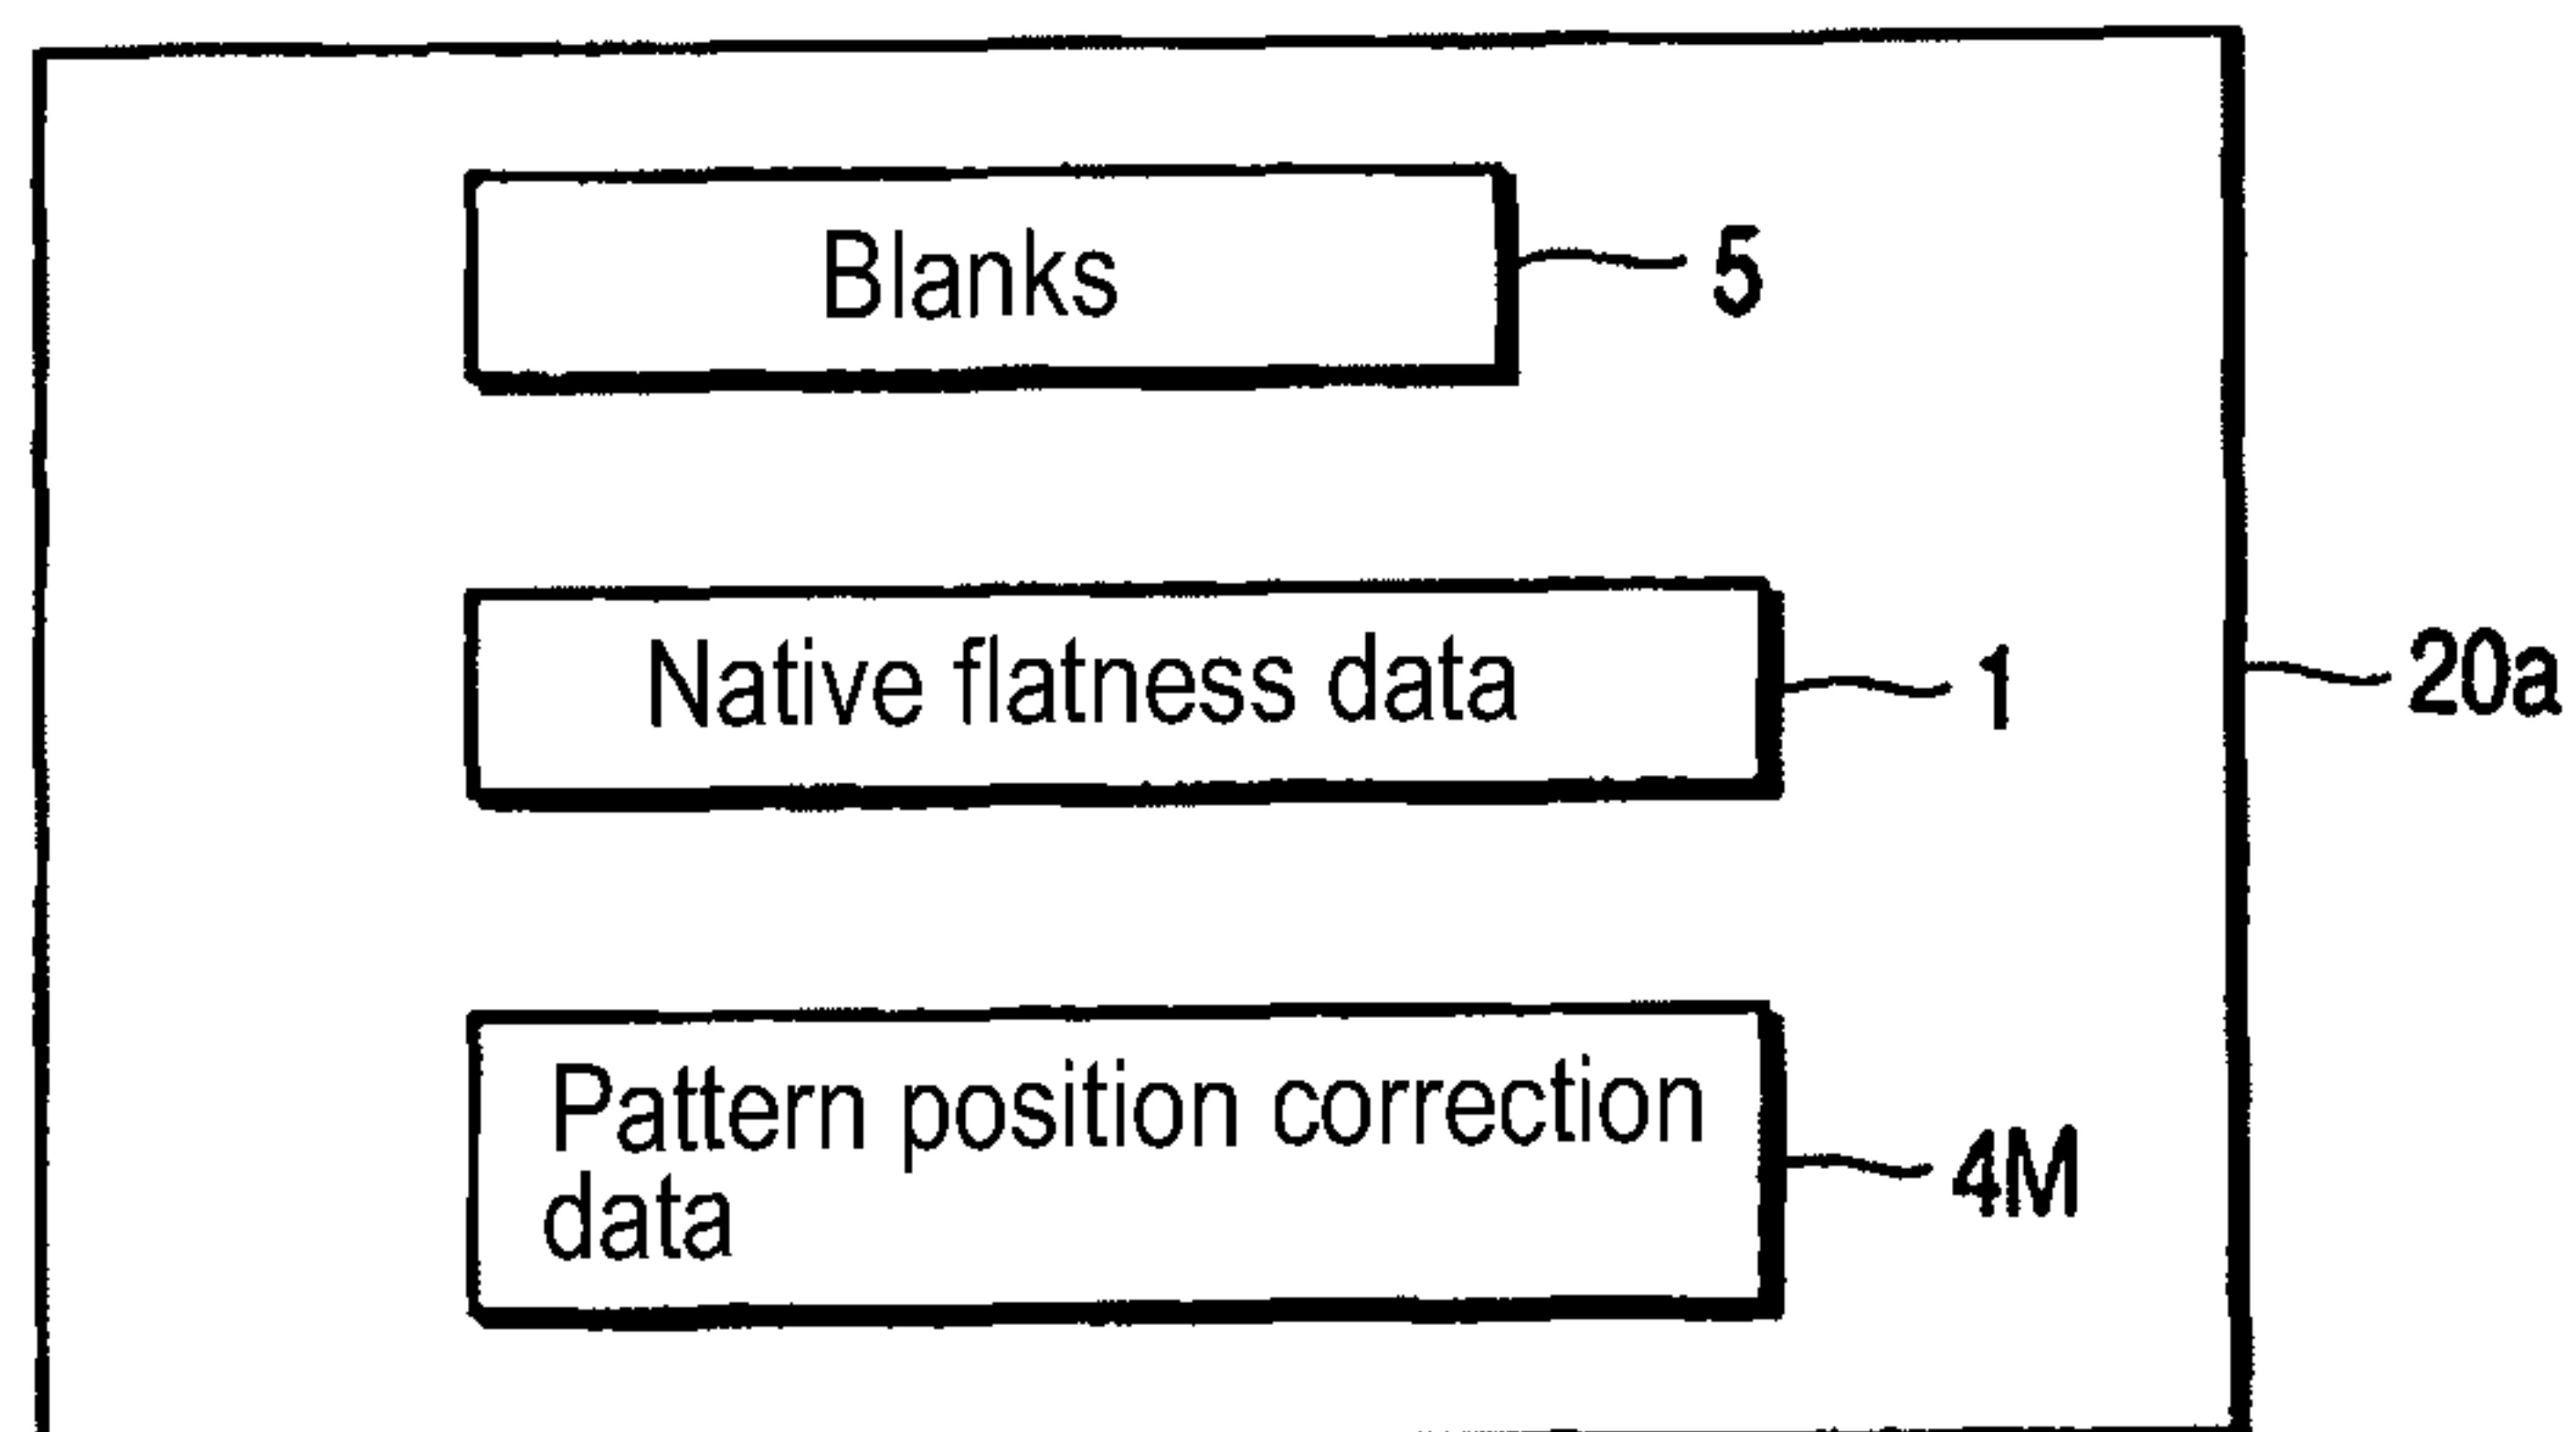 Blanks
5
Native flatness data
1
20a
Pattern position correction
data
4M